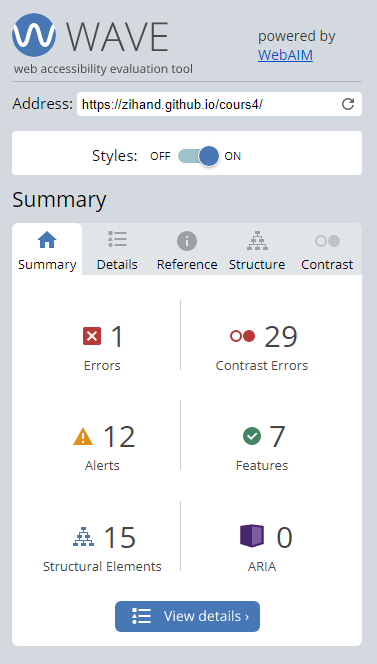 WAVE
web accessibility evaluation tool
powered by
WebAIM
Address: https://zihand.github.io/cours4/
Styles: OFF ON
Summary
Summary Details Reference Structure Contrast
1
Errors
29
Contrast Errors
12
Alerts
7
Features
15
Structural Elements
0
ARIA
View details ›